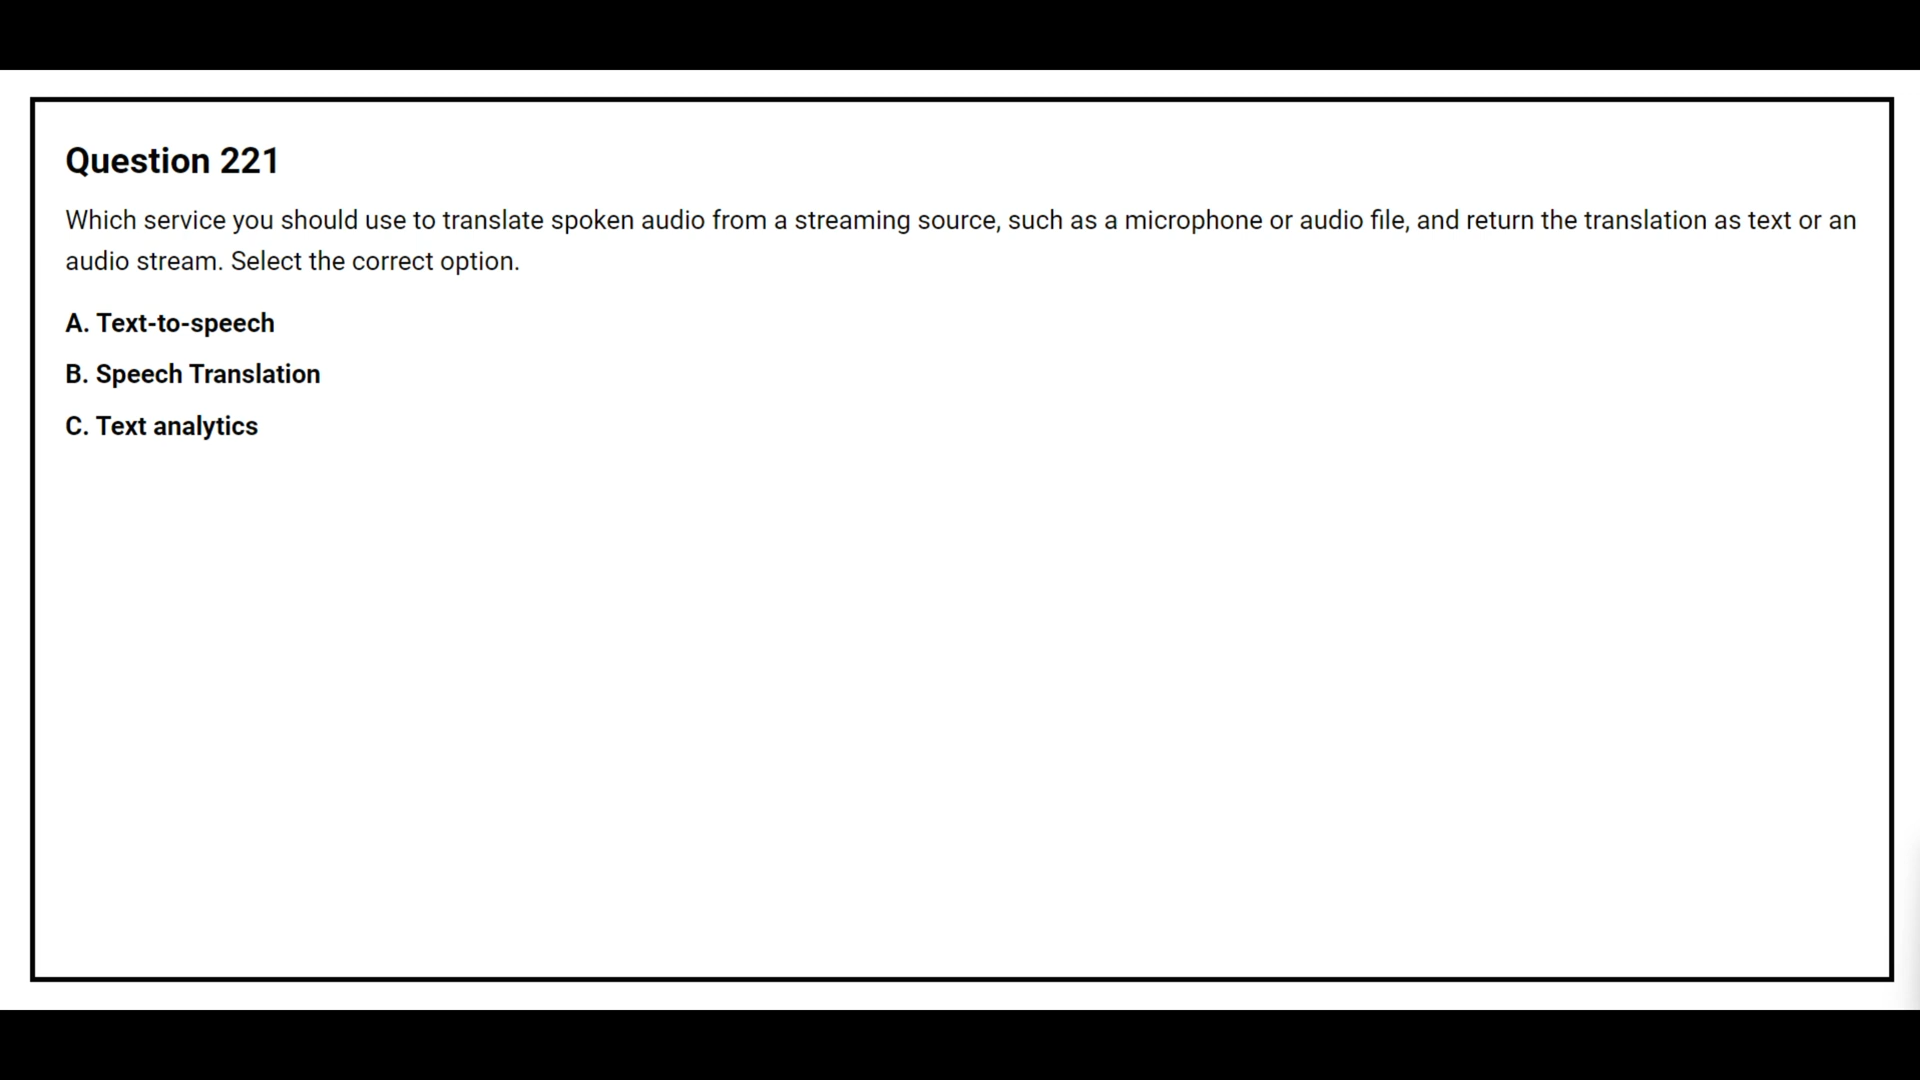 Question 221
Which service you should use to translate spoken audio from a streaming source, such as a microphone or audio file, and return the translation as text or an
audio stream. Select the correct option.
A. Text-to-speech
B. Speech Translation
C. Text analytics